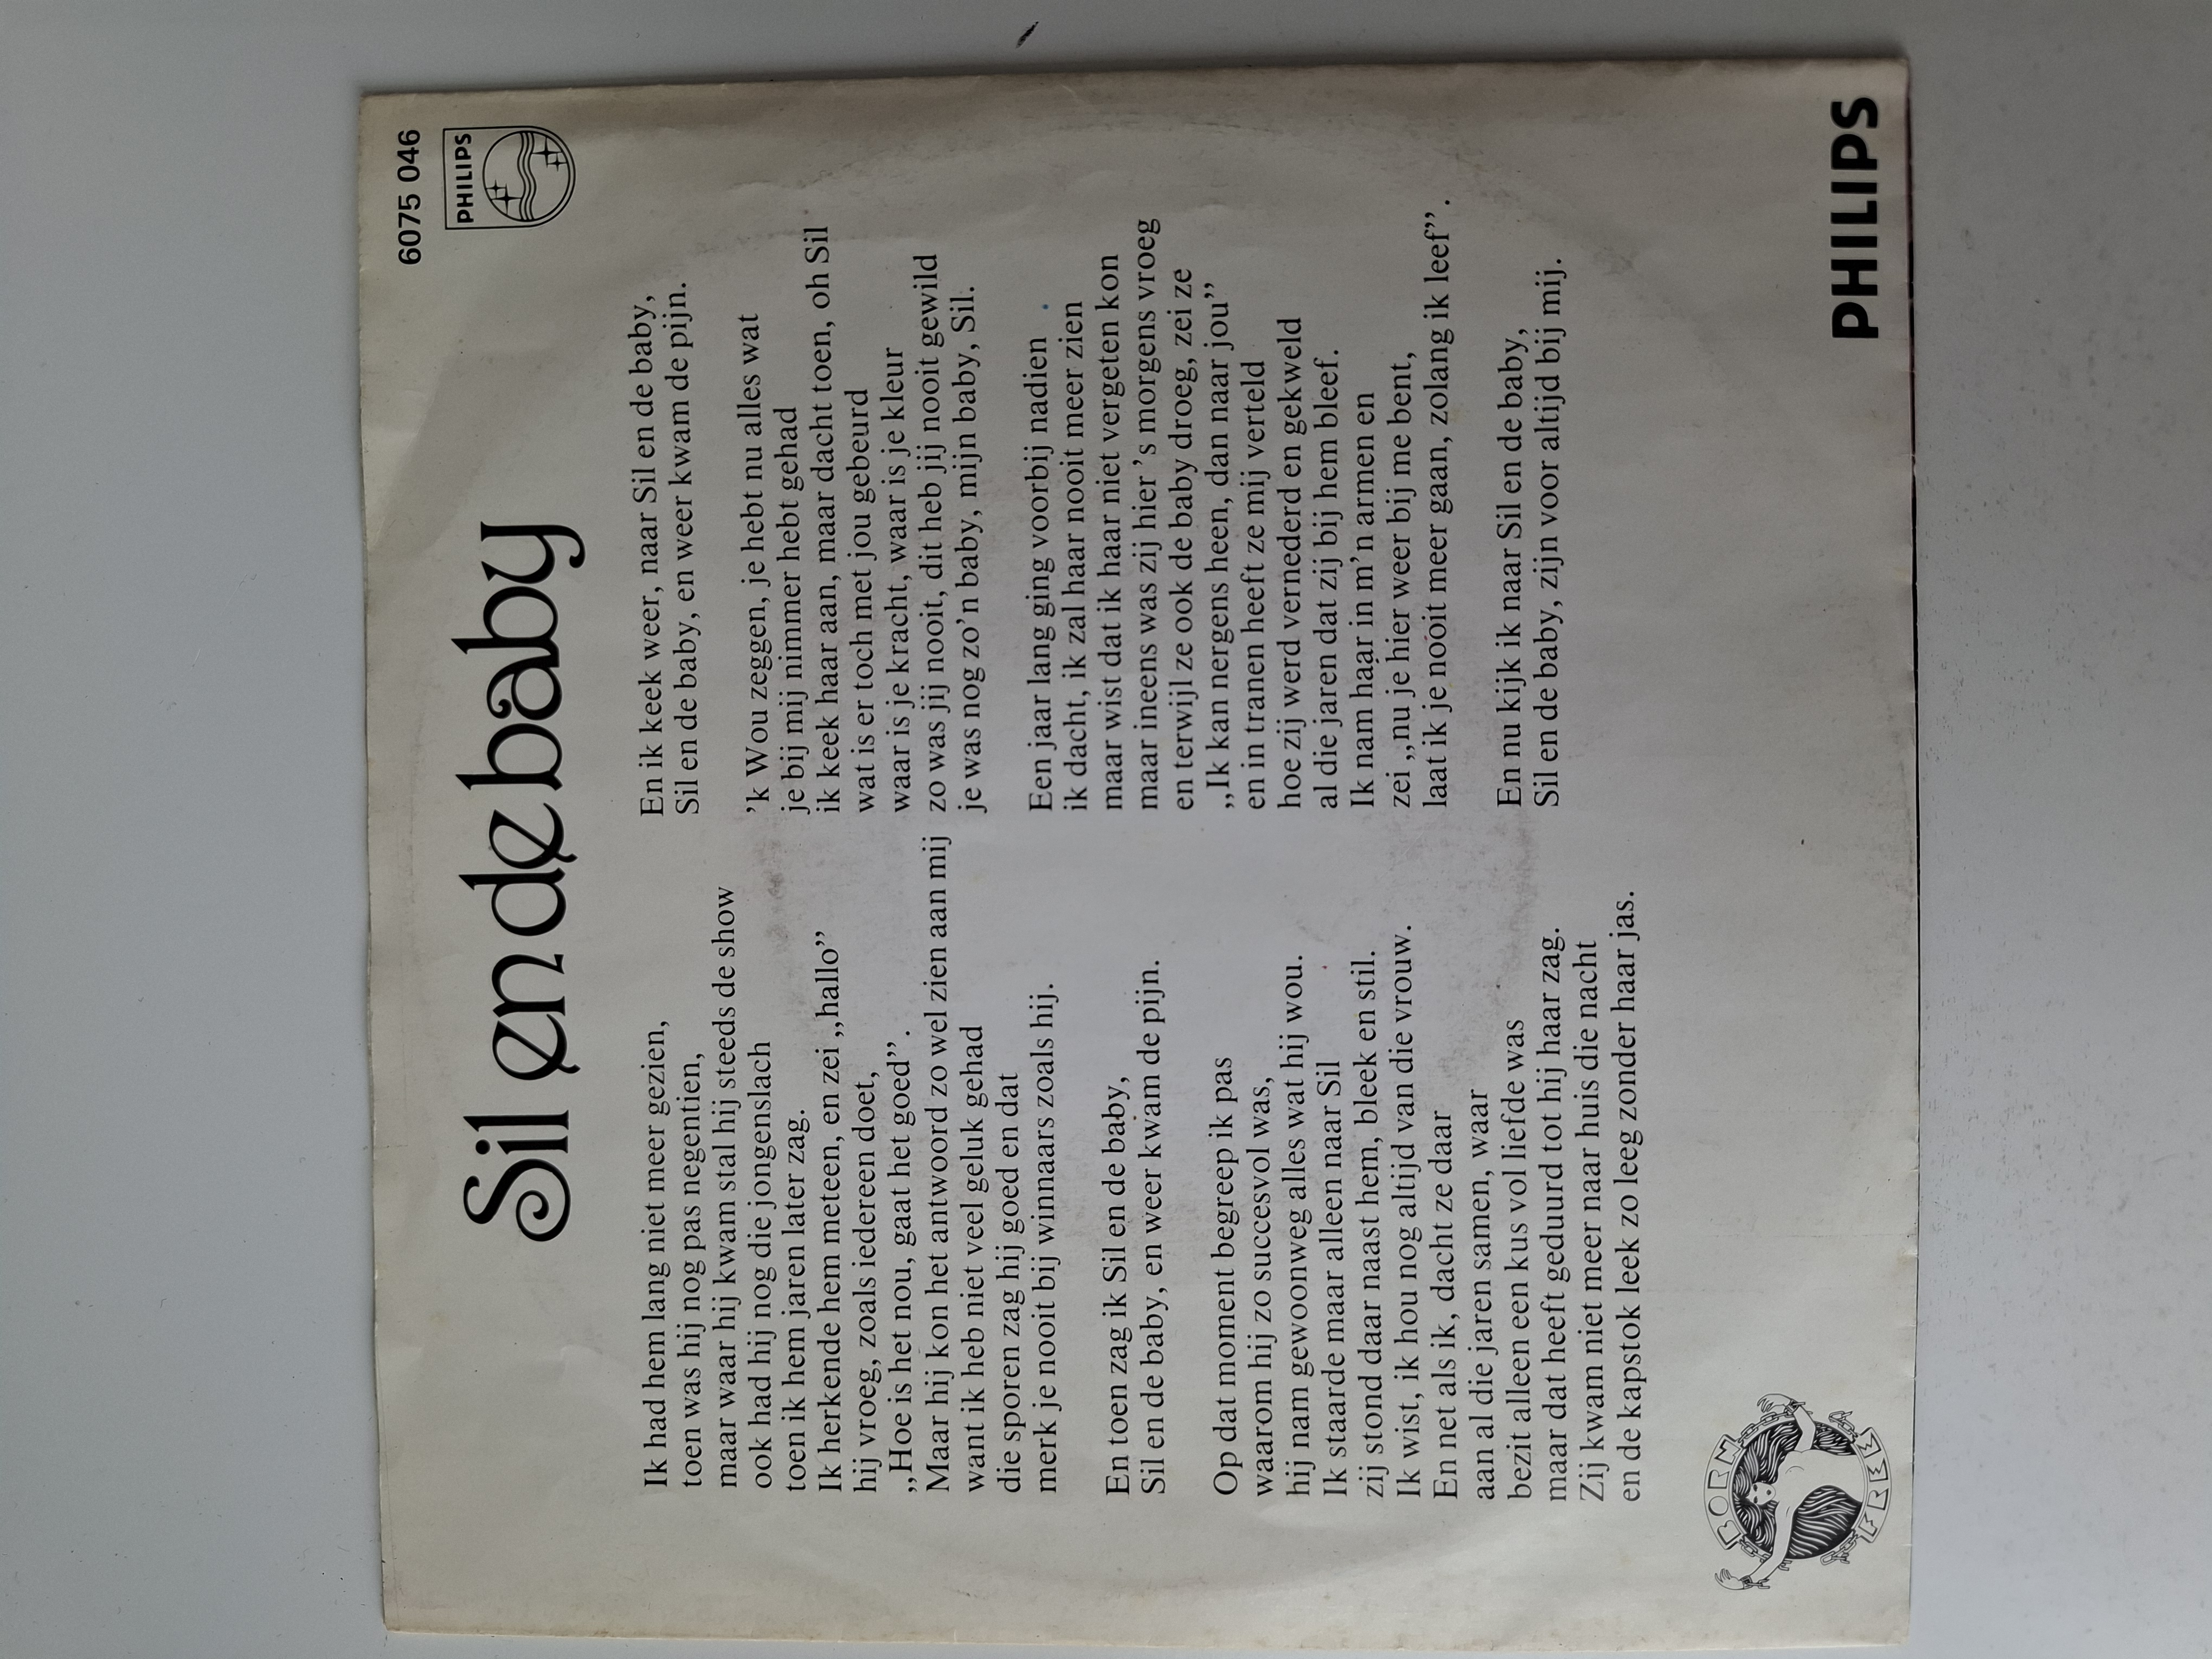 6075 046
PHILIPS
Sil en de baby
Ik had hem lang niet meer gezien,
toen was hij nog pas negentien,
maar waar hij kwam stal hij steeds de show
ook had hij nog die jongenslach
toen ik hem jaren later zag.
Ik herkende hem meteen, en zei „hallo”
hij vroeg, zoals iedereen doet,
„Hoe is het nou, gaat het goed”.
Maar hij kon het antwoord zo wel zien aan mij
want ik heb niet veel geluk gehad
die sporen zag hij goed en dat
merk je nooit bij winnaars zoals hij.
En toen zag ik Sil en de baby,
Sil en de baby, en weer kwam de pijn.
Op dat moment begreep ik pas
waarom hij zo succesvol was,
hij nam gewoonweg alles wat hij wou.
Ik staarde maar alleen naar Sil
zij stond daar naast hem, bleek en stil.
Ik wist, ik hou nog altijd van die vrouw.
En net als ik, dacht ze daar
aan al die jaren samen, waar
bezit alleen een kus vol liefde was
maar dat heeft geduurd tot hij haar zag.
Zij kwam niet meer naar huis die nacht
en de kapstok leek zo leeg zonder haar jas.
En ik keek weer, naar Sil en de baby,
Sil en de baby, en weer kwam de pijn.
’k Wou zeggen, je hebt nu alles wat
je bij mij nimmer hebt gehad
ik keek haar aan, maar dacht toen, oh Sil
wat is er toch met jou gebeurd
waar is je kracht, waar is je kleur
zo was jij nooit, dit heb jij nooit gewild
je was nog zo’n baby, mijn baby, Sil.
Een jaar lang ging voorbij nadien
ik dacht, ik zal haar nooit meer zien
maar wist dat ik haar niet vergeten kon
maar ineens was zij hier ’s morgens vroeg
en terwijl ze ook de baby droeg, zei ze
„Ik kan nergens heen, dan naar jou”
en in tranen heeft ze mij verteld
hoe zij werd vernederd en gekweld
al die jaren dat zij bij hem bleef.
Ik nam haar in m’n armen en
zei „nu je hier weer bij me bent,
laat ik je nooit meer gaan, zolang ik leef”.
En nu kijk ik naar Sil en de baby,
Sil en de baby, zijn voor altijd bij mij.
BORN
FREE
PHILIPS